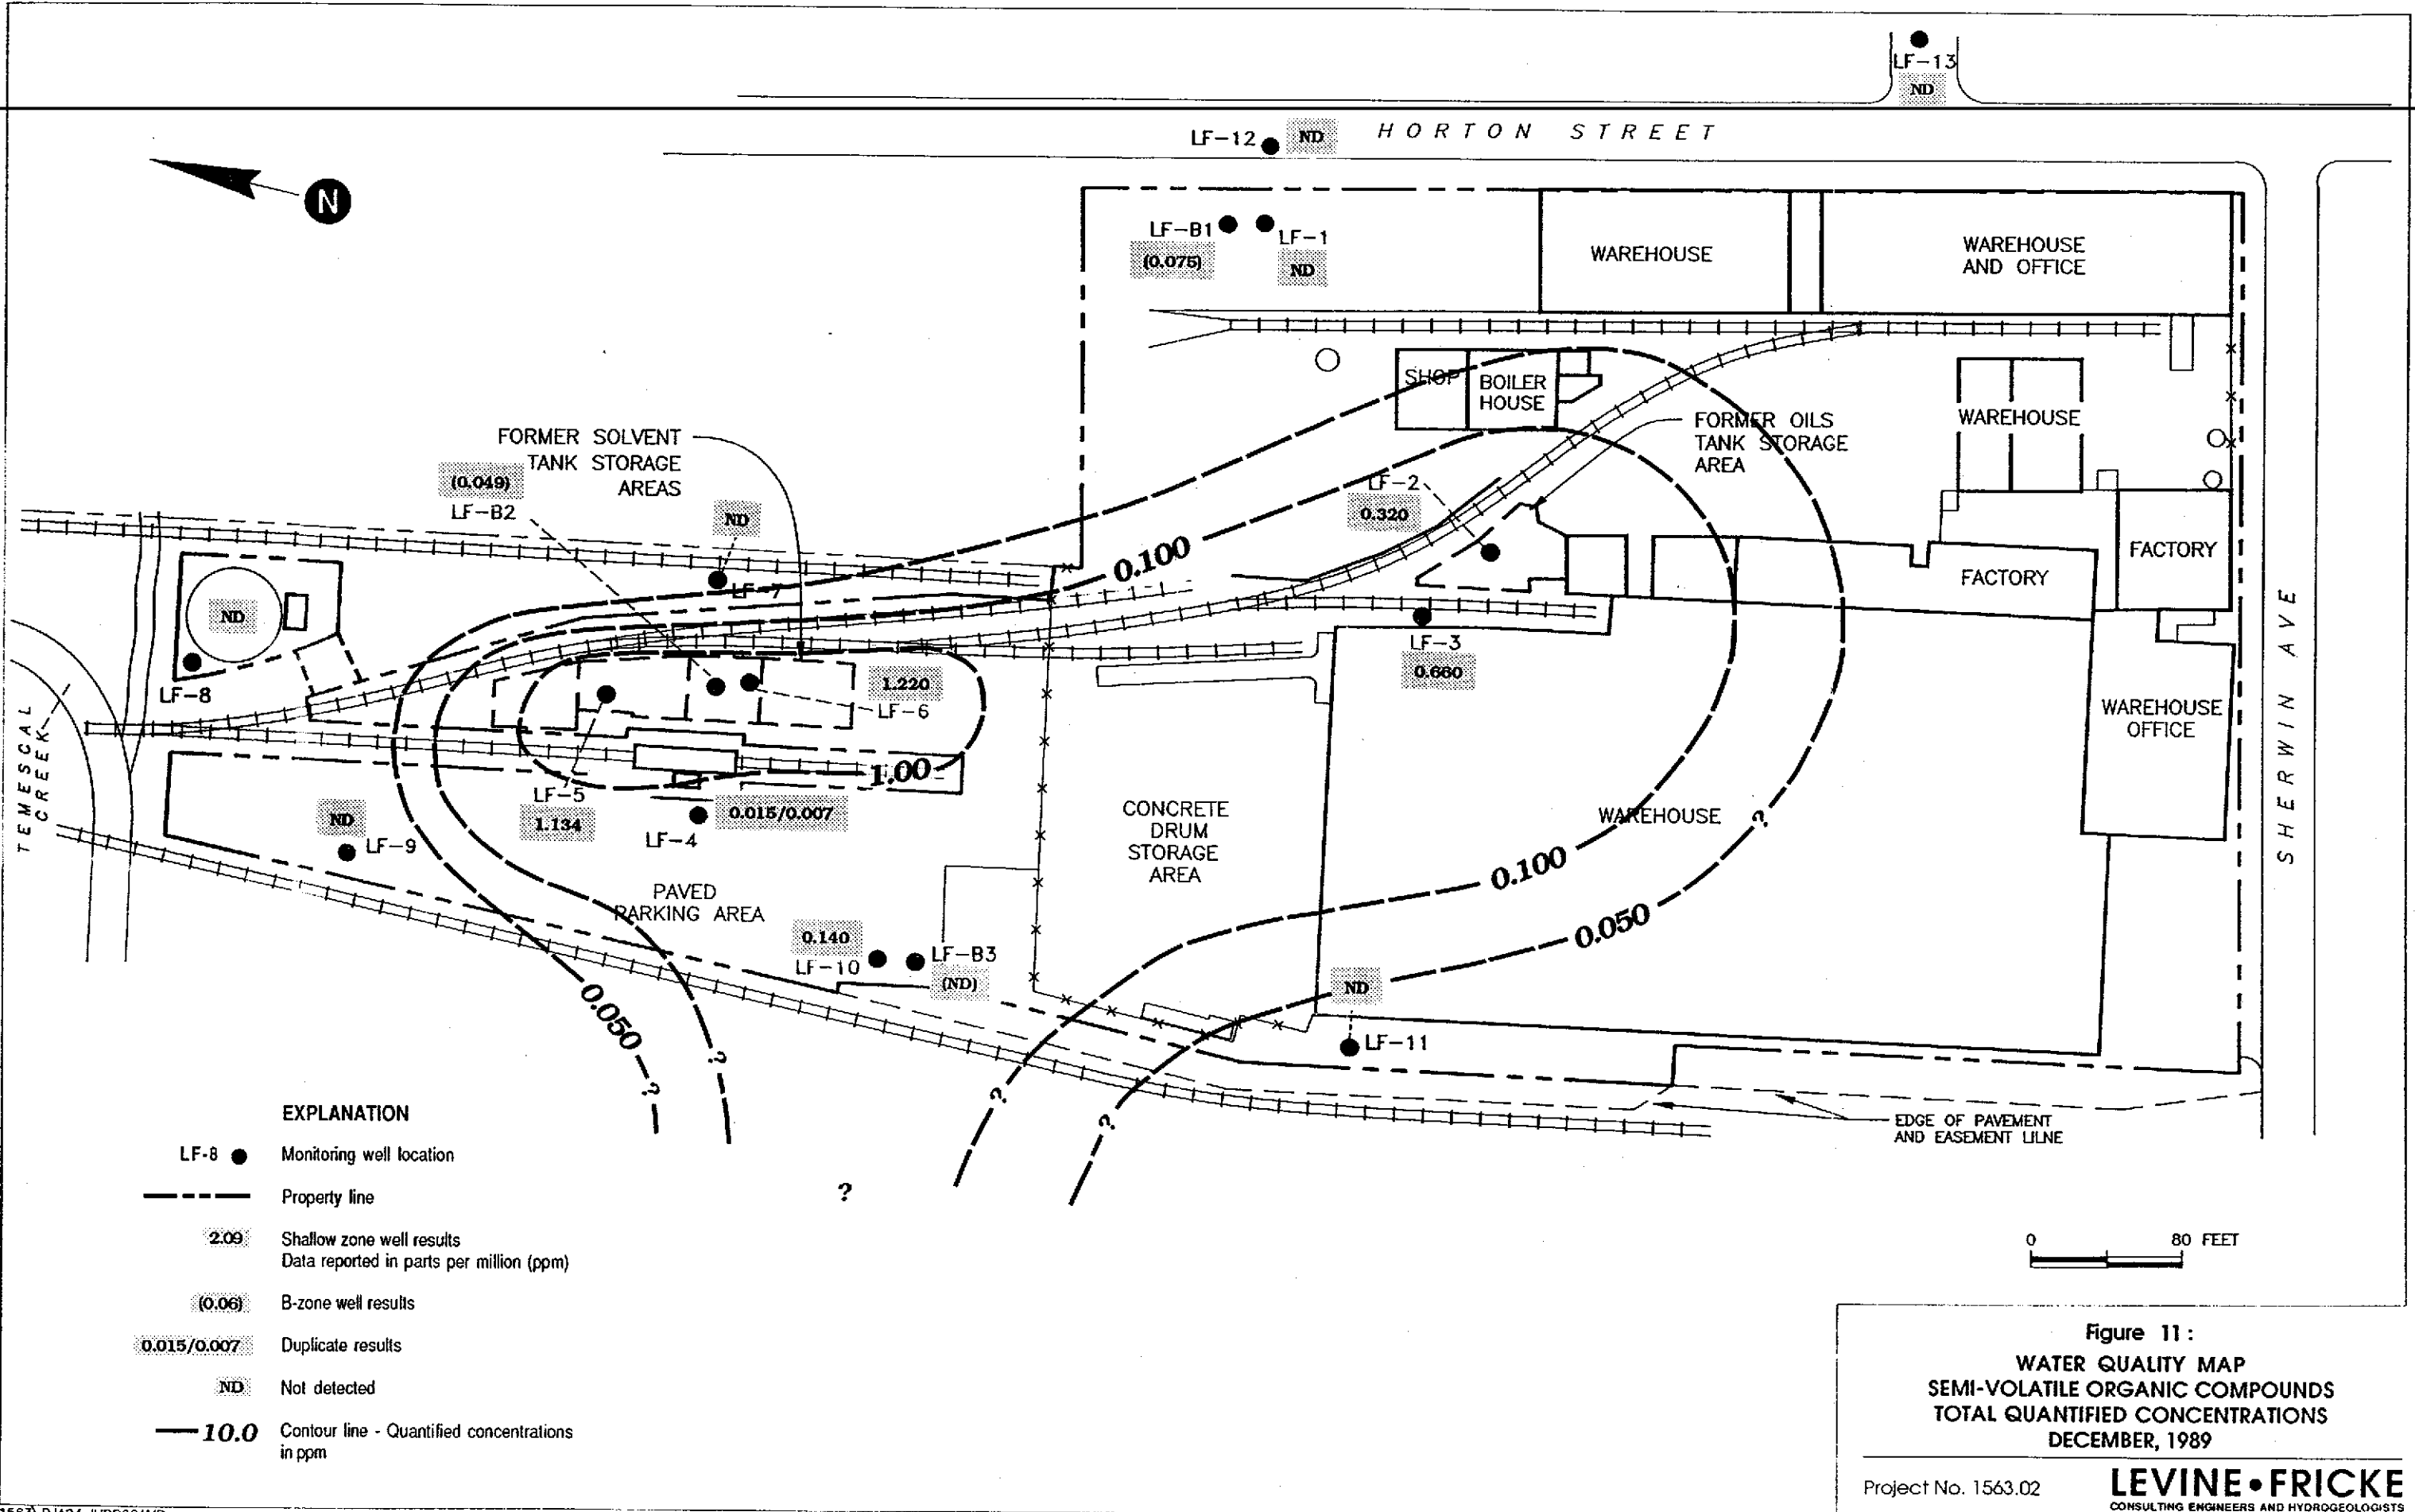 LF-13
ND
LF-12
ND
HORTON STREET
N
LF-B1
LF-1
(0.075)
ND
WAREHOUSE
WAREHOUSE
AND OFFICE
SHOP
BOILER
HOUSE
FORMER OILS
TANK STORAGE
AREA
WAREHOUSE
FORMER SOLVENT
TANK STORAGE
AREAS
(0.049)
LF-B2
ND
LF-7
LF-2
0.320
0.100
FACTORY
FACTORY
ND
LF-8
LF-3
0.660
1.220
LF-6
SHERWIN AVE
WAREHOUSE
OFFICE
TEMESCAL
CREEK
1.00
LF-5
1.134
0.015/0.007
LF-4
ND
LF-9
CONCRETE
DRUM
STORAGE
AREA
WAREHOUSE
?
0.100
PAVED
PARKING AREA
0.050
0.140
LF-10
LF-B3
(ND)
ND
LF-11
0.050
?
?
?
?
?
EDGE OF PAVEMENT
AND EASEMENT LILNE
EXPLANATION
LF-8 Monitoring well location
Property line
2.09 Shallow zone well results
Data reported in parts per million (ppm)
(0.06) B-zone well results
0.015/0.007 Duplicate results
ND Not detected
10.0 Contour line - Quantified concentrations
in ppm
0 80 FEET
Figure 11 :
WATER QUALITY MAP
SEMI-VOLATILE ORGANIC COMPOUNDS
TOTAL QUANTIFIED CONCENTRATIONS
DECEMBER, 1989
Project No. 1563.02
LEVINE•FRICKE
CONSULTING ENGINEERS AND HYDROGEOLOGISTS